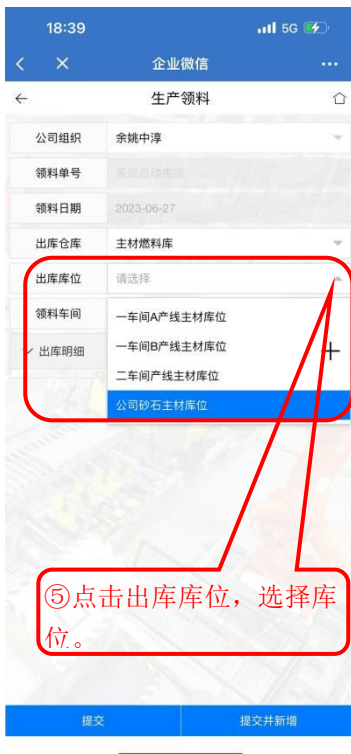 18:39
5G
企业微信
生产领料
公司组织 余姚中淳
领料单号 系统自动生成
领料日期 2023-06-27
出库仓库 主材燃料库
出库库位 请选择
领料车间
一车间A产线主材库位
出库明细
一车间B产线主材库位
二车间产线主材库位
公司砂石主材库位
⑤点击出库库位，选择库
位。
提交 提交并新增